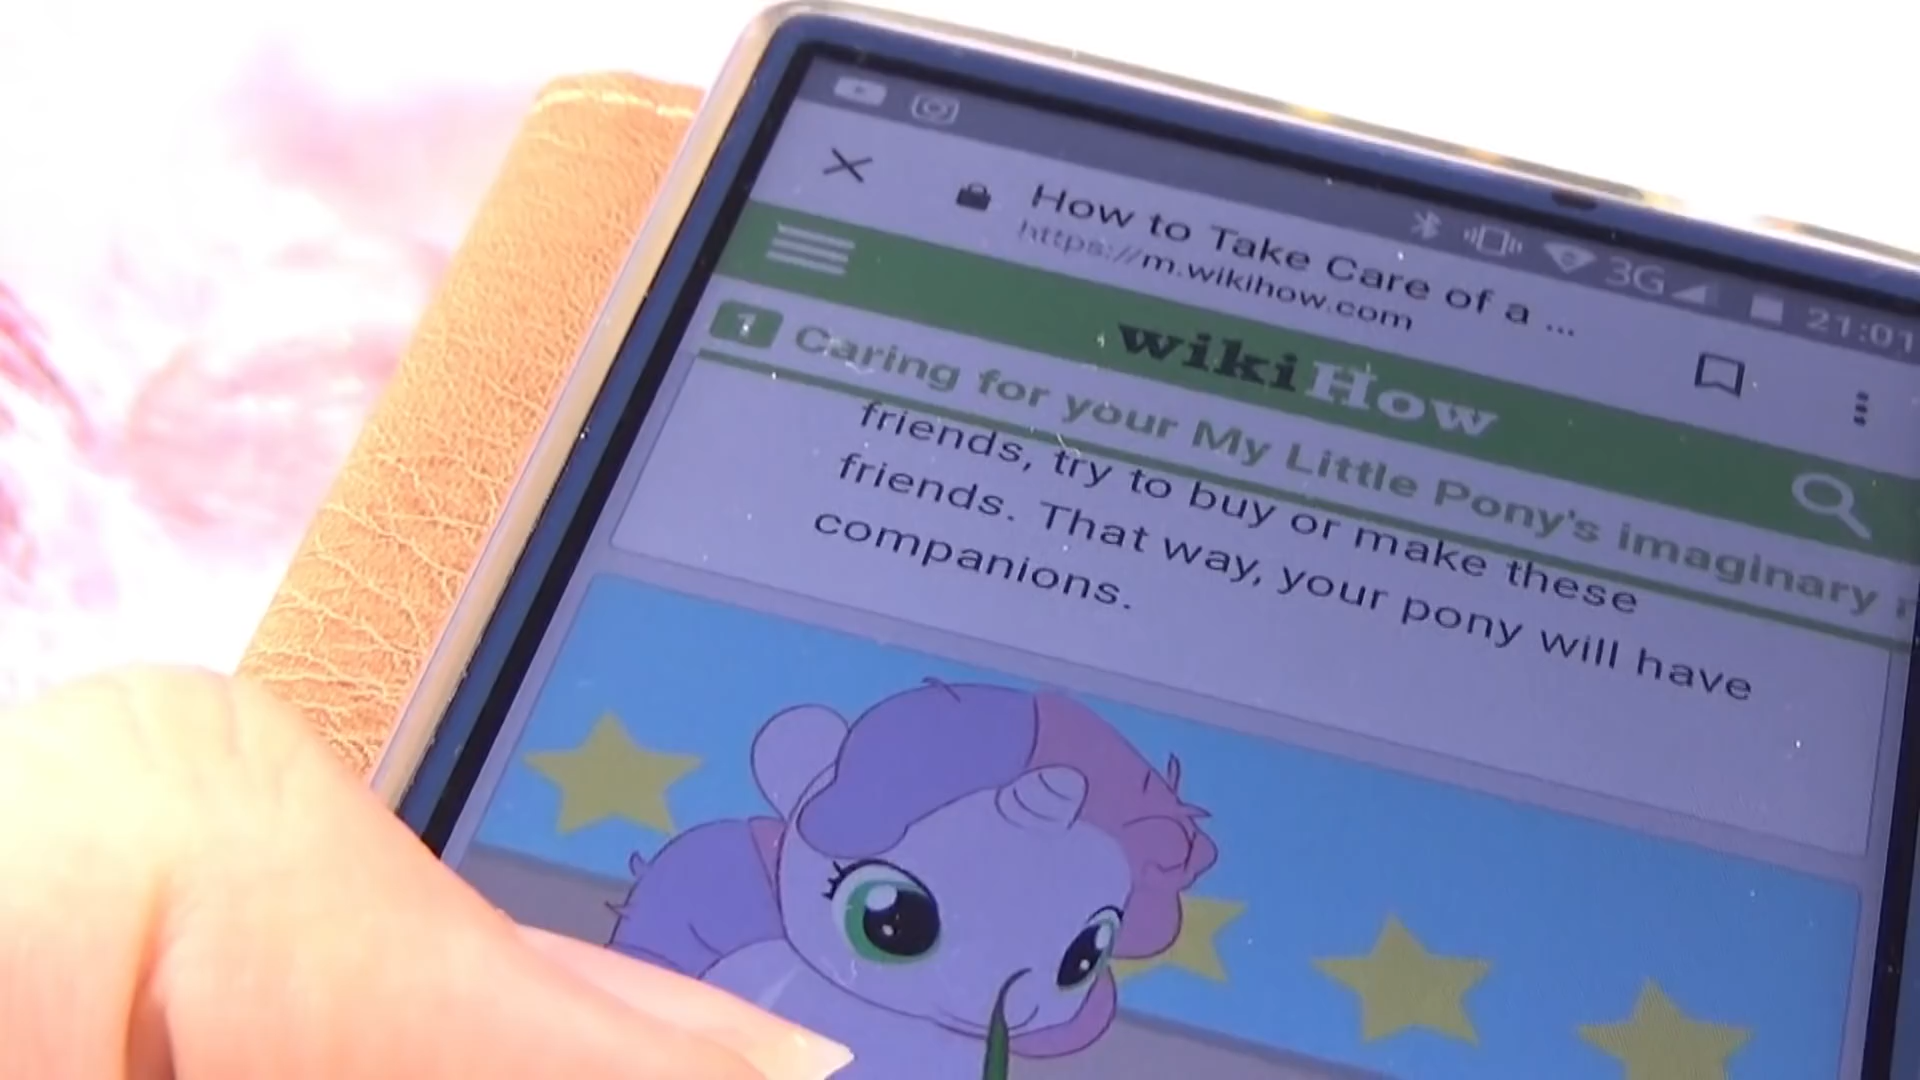 3G 21:01
How to Take Care of a ...
https://m.wikihow.com
wikiHow
1 Caring for your My Little Pony's imaginary
friends, try to buy or make these
friends. That way, your pony will have
companions.